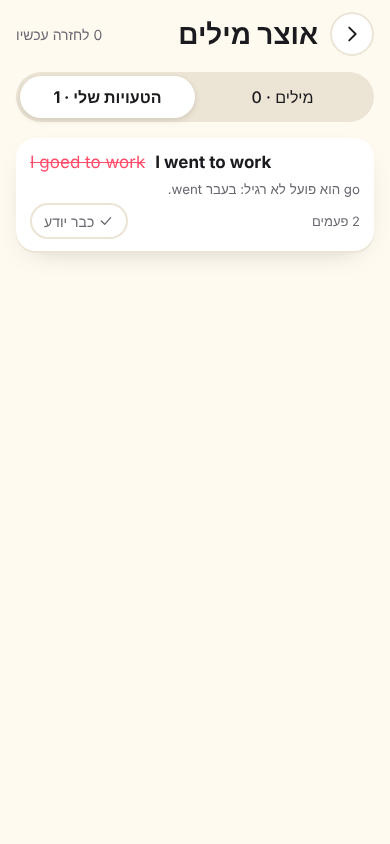 אוצר מילים
0 לחזרה עכשיו
מילים · 0
הטעויות שלי · 1
I goed to work I went to work
go הוא פועל לא רגיל: בעבר went.
2 פעמים
כבר יודע